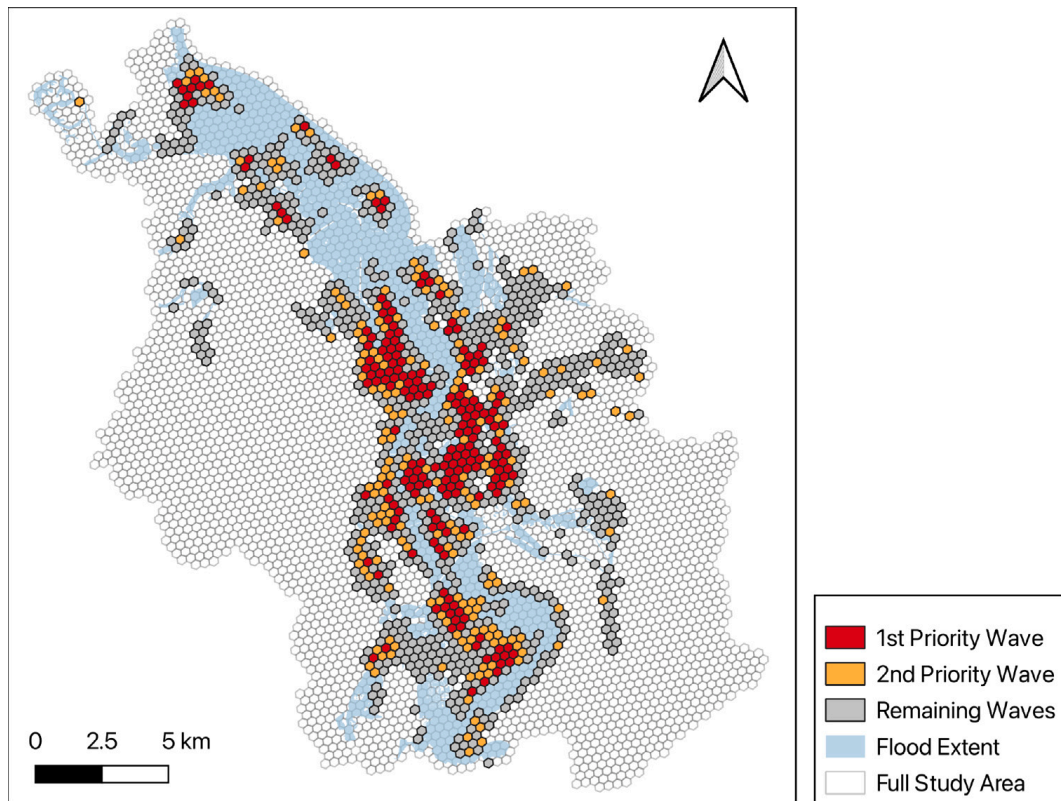 1st Priority Wave
2nd Priority Wave
Remaining Waves
Flood Extent
Full Study Area
0 2.5 5 km